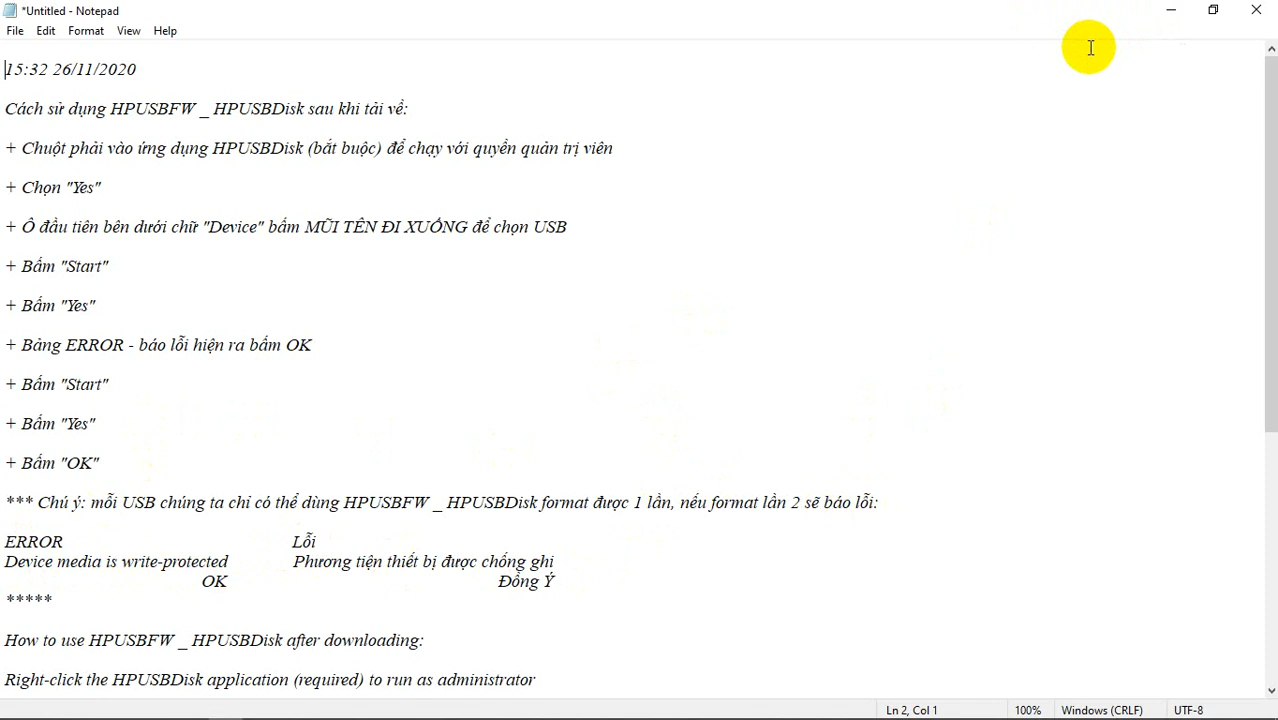 *Untitled - Notepad
File Edit Format View Help
15:32 26/11/2020
Cách sử dụng HPUSBFW _ HPUSBDisk sau khi tải về:
+ Chuột phải vào ứng dụng HPUSBDisk (bắt buộc) để chạy với quyền quản trị viên
+ Chọn "Yes"
+ Ô đầu tiên bên dưới chữ "Device" bấm MŨI TÊN ĐI XUỐNG để chọn USB
+ Bấm "Start"
+ Bấm "Yes"
+ Bảng ERROR - báo lỗi hiện ra bấm OK
+ Bấm "Start"
+ Bấm "Yes"
+ Bấm "OK"
*** Chú ý: mỗi USB chúng ta chỉ có thể dùng HPUSBFW _ HPUSBDisk format được 1 lần, nếu format lần 2 sẽ báo lỗi:
ERROR Lỗi
Device media is write-protected Phương tiện thiết bị được chống ghi
OK Đồng Ý
*****
How to use HPUSBFW _ HPUSBDisk after downloading:
Right-click the HPUSBDisk application (required) to run as administrator
Ln 2, Col 1 100% Windows (CRLF) UTF-8